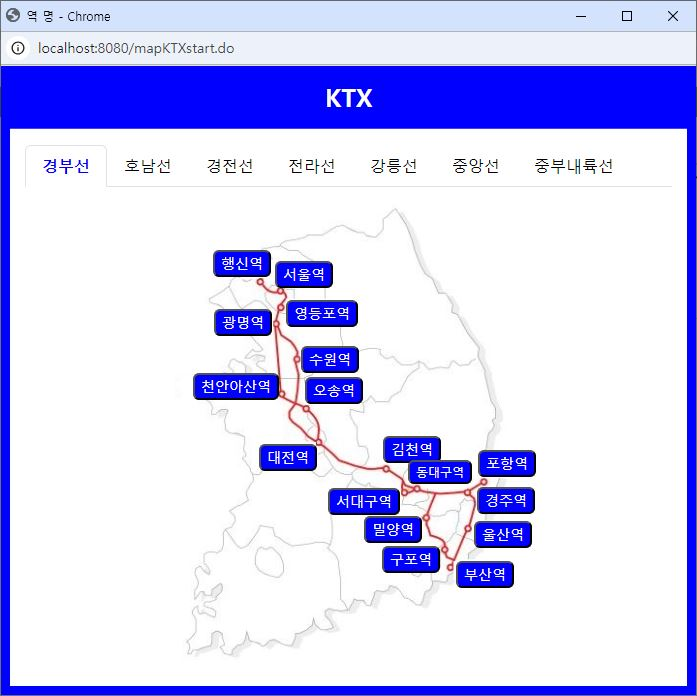 역 명 - Chrome
localhost:8080/mapKTXstart.do
KTX
경부선 호남선 경전선 전라선 강릉선 중앙선 중부내륙선
행신역
서울역
영등포역
광명역
수원역
천안아산역
오송역
대전역
김천역
동대구역
포항역
서대구역
경주역
밀양역
울산역
구포역
부산역